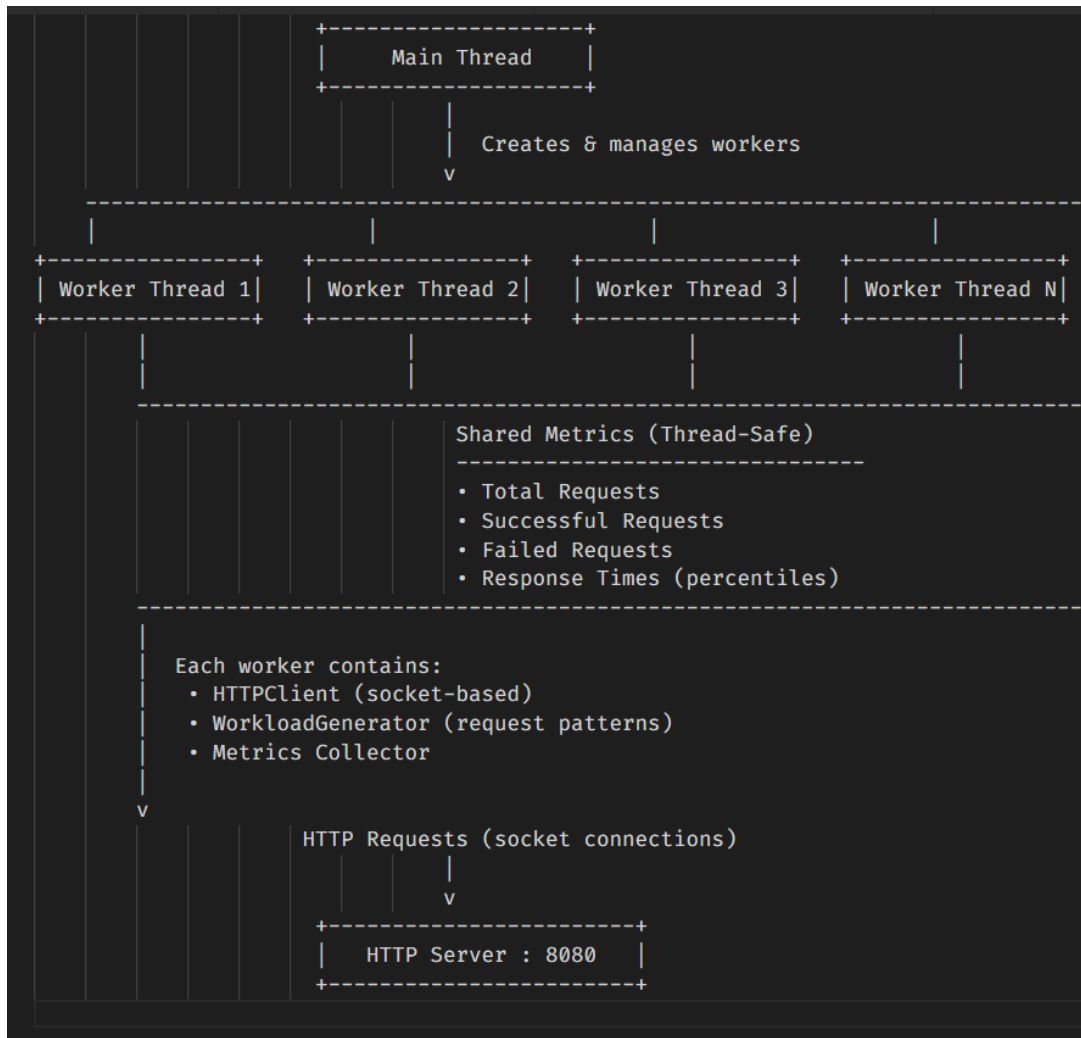 +--------------------+
|     Main Thread    |
+--------------------+
|
|  Creates & manages workers
v
------------------------------------------------------------------------------
|                     |                     |                     |
+----------------+   +----------------+   +----------------+   +----------------+
| Worker Thread 1|   | Worker Thread 2|   | Worker Thread 3|   | Worker Thread N|
+----------------+   +----------------+   +----------------+   +----------------+
|                    |                     |                    |
|                    |                     |                    |
--------------------------------------------------------------------------
Shared Metrics (Thread-Safe)
--------------------------------
• Total Requests
• Successful Requests
• Failed Requests
• Response Times (percentiles)
--------------------------------------------------------------------------
|
|  Each worker contains:
|   • HTTPClient (socket-based)
|   • WorkloadGenerator (request patterns)
|   • Metrics Collector
|
v
HTTP Requests (socket connections)
|
v
+------------------------+
|   HTTP Server : 8080   |
+------------------------+